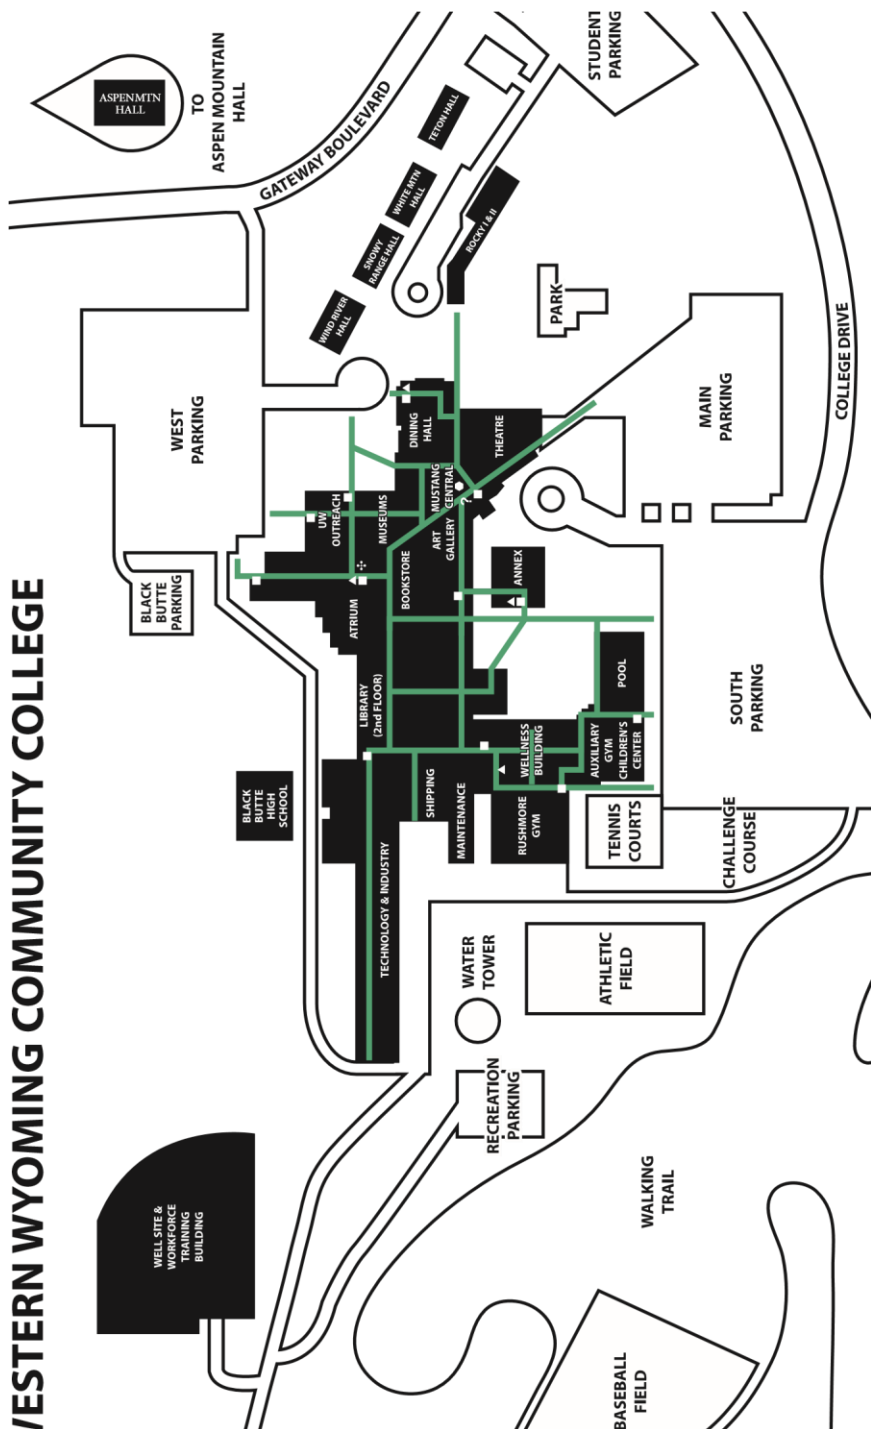 WESTERN WYOMING COMMUNITY COLLEGE
ASPEN MTN
HALL
TO
ASPEN MOUNTAIN
HALL
GATEWAY BOULEVARD
STUDENT
PARKING
TETON HALL
WHITE MTN
HALL
SNOWY
RANGE HALL
WIND RIVER
HALL
ROCKY I & II
PARK
WEST
PARKING
MAIN
PARKING
COLLEGE DRIVE
DINING
HALL
THEATRE
MUSTANG
CENTRAL
?
ART
GALLERY
UW
OUTREACH
MUSEUMS
BOOKSTORE
ATRIUM
ANNEX
BLACK
BUTTE
PARKING
LIBRARY
(2nd FLOOR)
POOL
SOUTH
PARKING
WELLNESS
BUILDING
AUXILIARY
GYM
CHILDREN'S
CENTER
BLACK
BUTTE
HIGH
SCHOOL
SHIPPING
MAINTENANCE
RUSHMORE
GYM
TENNIS
COURTS
CHALLENGE
COURSE
TECHNOLOGY & INDUSTRY
WATER
TOWER
ATHLETIC
FIELD
RECREATION
PARKING
WALKING
TRAIL
WELL SITE &
WORKFORCE
TRAINING
BUILDING
BASEBALL
FIELD